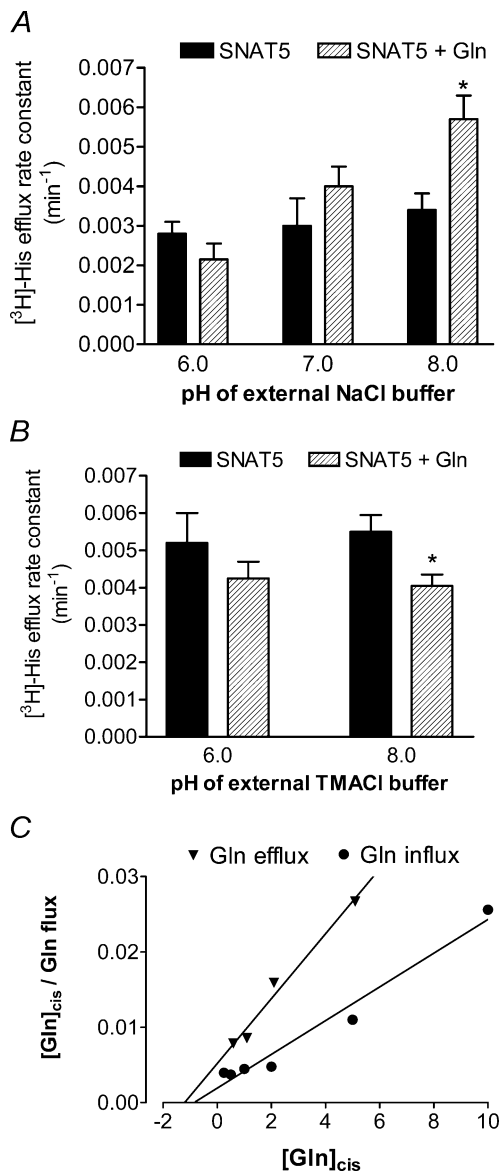 A
SNAT5
SNAT5 + Gln
[³H]-His efflux rate constant
(min⁻¹)
0.007
0.006
0.005
0.004
0.003
0.002
0.001
0.000
*
6.0
7.0
8.0
pH of external NaCl buffer
B
SNAT5
SNAT5 + Gln
[³H]-His efflux rate constant
(min⁻¹)
0.007
0.006
0.005
0.004
0.003
0.002
0.001
0.000
*
6.0
8.0
pH of external TMACl buffer
C
Gln efflux
Gln influx
[Gln]cis / Gln flux
0.03
0.02
0.01
0.00
-2
0
2
4
6
8
10
[Gln]cis